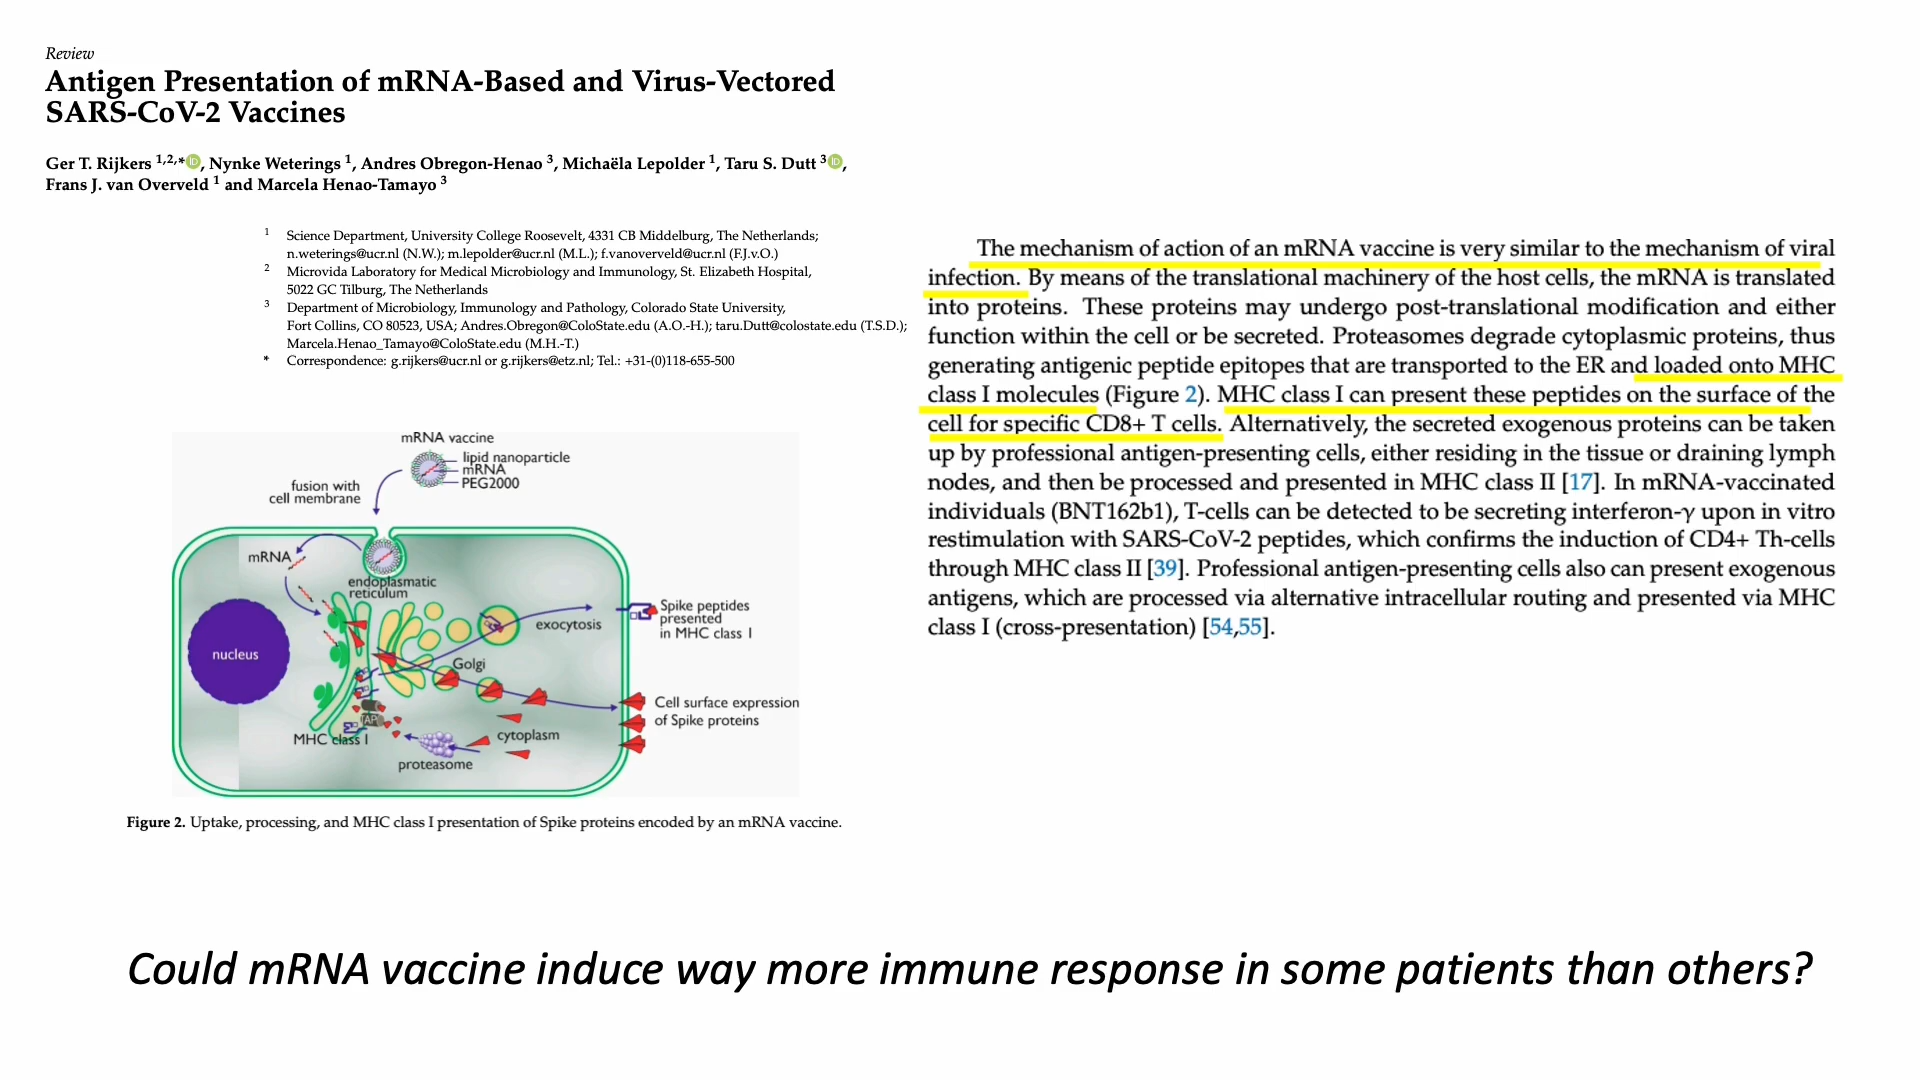 Review
Antigen Presentation of mRNA-Based and Virus-Vectored
SARS-CoV-2 Vaccines
Ger T. Rijkers 1,2,* iD, Nynke Weterings 1, Andres Obregon-Henao 3, Michaëla Lepolder 1, Taru S. Dutt 3 iD,
Frans J. van Overveld 1 and Marcela Henao-Tamayo 3
1 Science Department, University College Roosevelt, 4331 CB Middelburg, The Netherlands;
n.weterings@ucr.nl (N.W.); m.lepolder@ucr.nl (M.L.); f.vanoverveld@ucr.nl (F.J.v.O.)
2 Microvida Laboratory for Medical Microbiology and Immunology, St. Elizabeth Hospital,
5022 GC Tilburg, The Netherlands
3 Department of Microbiology, Immunology and Pathology, Colorado State University,
Fort Collins, CO 80523, USA; Andres.Obregon@ColoState.edu (A.O.-H.); taru.Dutt@colostate.edu (T.S.D.);
Marcela.Henao_Tamayo@ColoState.edu (M.H.-T.)
* Correspondence: g.rijkers@ucr.nl or g.rijkers@etz.nl; Tel.: +31-(0)118-655-500
mRNA vaccine
lipid nanoparticle
mRNA
PEG2000
fusion with
cell membrane
mRNA
endoplasmatic
reticulum
nucleus
exocytosis
Golgi
Spike peptides
presented
in MHC class I
Cell surface expression
of Spike proteins
TAP
MHC class I
cytoplasm
proteasome
Figure 2. Uptake, processing, and MHC class I presentation of Spike proteins encoded by an mRNA vaccine.
The mechanism of action of an mRNA vaccine is very similar to the mechanism of viral
infection. By means of the translational machinery of the host cells, the mRNA is translated
into proteins. These proteins may undergo post-translational modification and either
function within the cell or be secreted. Proteasomes degrade cytoplasmic proteins, thus
generating antigenic peptide epitopes that are transported to the ER and loaded onto MHC
class I molecules (Figure 2). MHC class I can present these peptides on the surface of the
cell for specific CD8+ T cells. Alternatively, the secreted exogenous proteins can be taken
up by professional antigen-presenting cells, either residing in the tissue or draining lymph
nodes, and then be processed and presented in MHC class II [17]. In mRNA-vaccinated
individuals (BNT162b1), T-cells can be detected to be secreting interferon-γ upon in vitro
restimulation with SARS-CoV-2 peptides, which confirms the induction of CD4+ Th-cells
through MHC class II [39]. Professional antigen-presenting cells also can present exogenous
antigens, which are processed via alternative intracellular routing and presented via MHC
class I (cross-presentation) [54,55].
Could mRNA vaccine induce way more immune response in some patients than others?